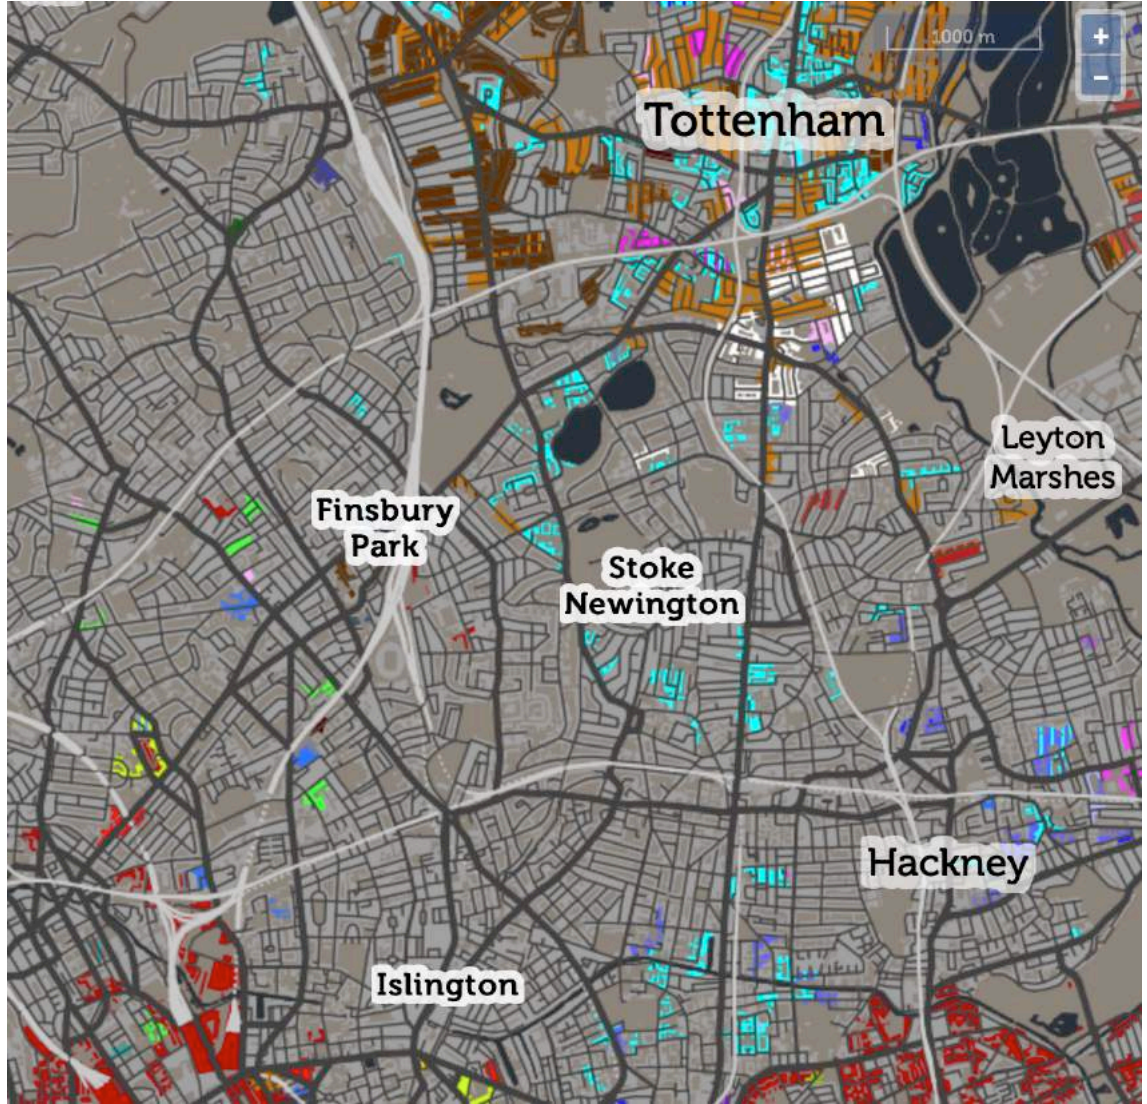 1000 m
+
−
Tottenham
Leyton
Marshes
Finsbury
Park
Stoke
Newington
Hackney
Islington